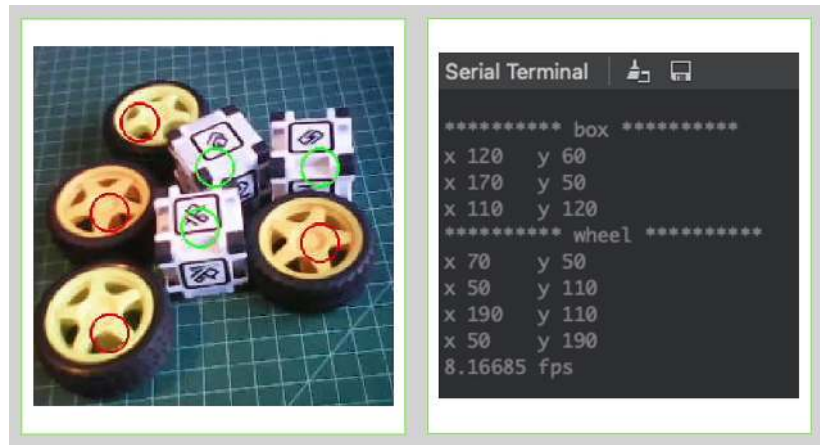 Serial Terminal
********** box **********
x 120 y 60
x 170 y 50
x 110 y 120
********** wheel **********
x 70 y 50
x 50 y 110
x 190 y 110
x 50 y 190
8.16685 fps